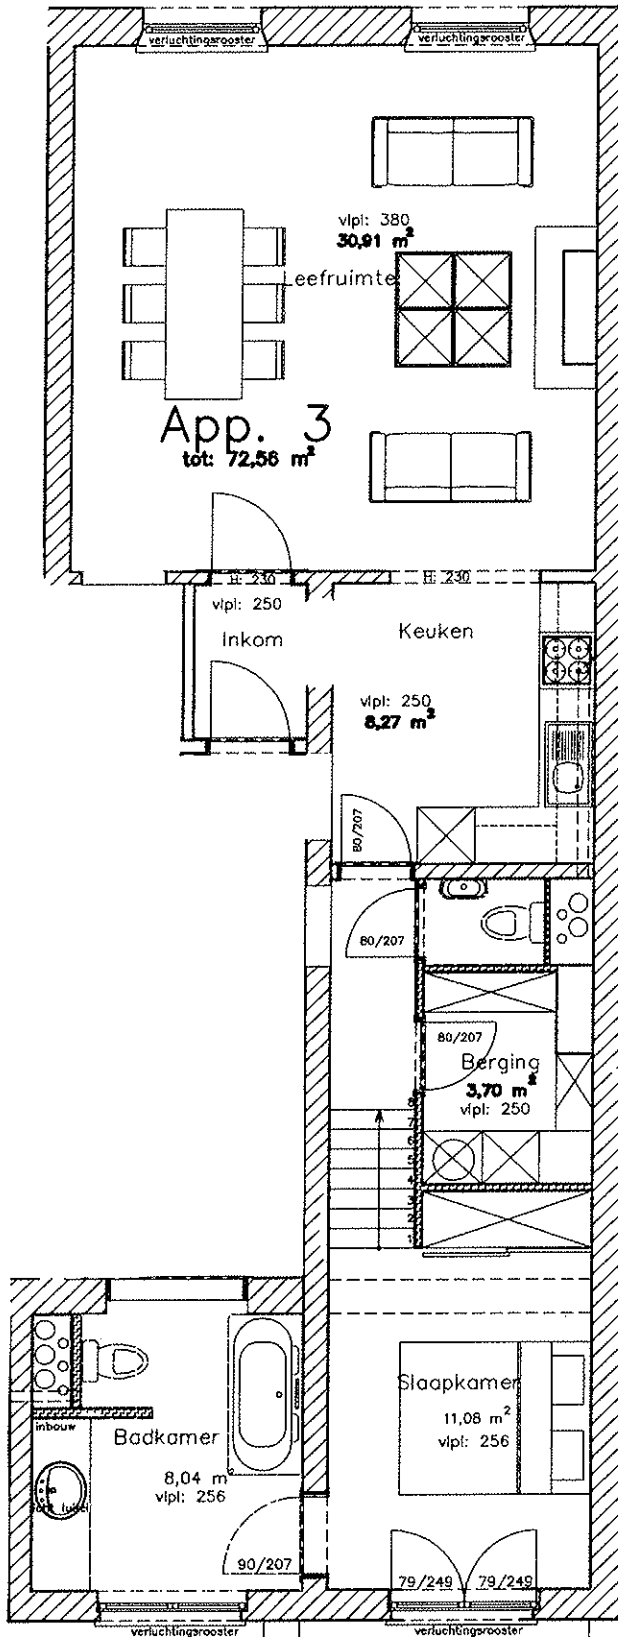 verluchtingsrooster
verluchtingsrooster
vlpl: 380
30,91 m²
Leefruimte
App. 3
tot: 72,56 m²
H: 230
H: 230
vlpl: 250
Inkom
Keuken
vlpl: 250
8,27 m²
80/207
80/207
80/207
Berging
3,70 m²
vlpl: 250
8
7
6
5
4
3
2
1
Slaapkamer
11,08 m²
vlpl: 256
inbouw
Badkamer
8,04 m²
vlpl: 256
90/207
79/249
79/249
verluchtingsrooster
verluchtingsrooster